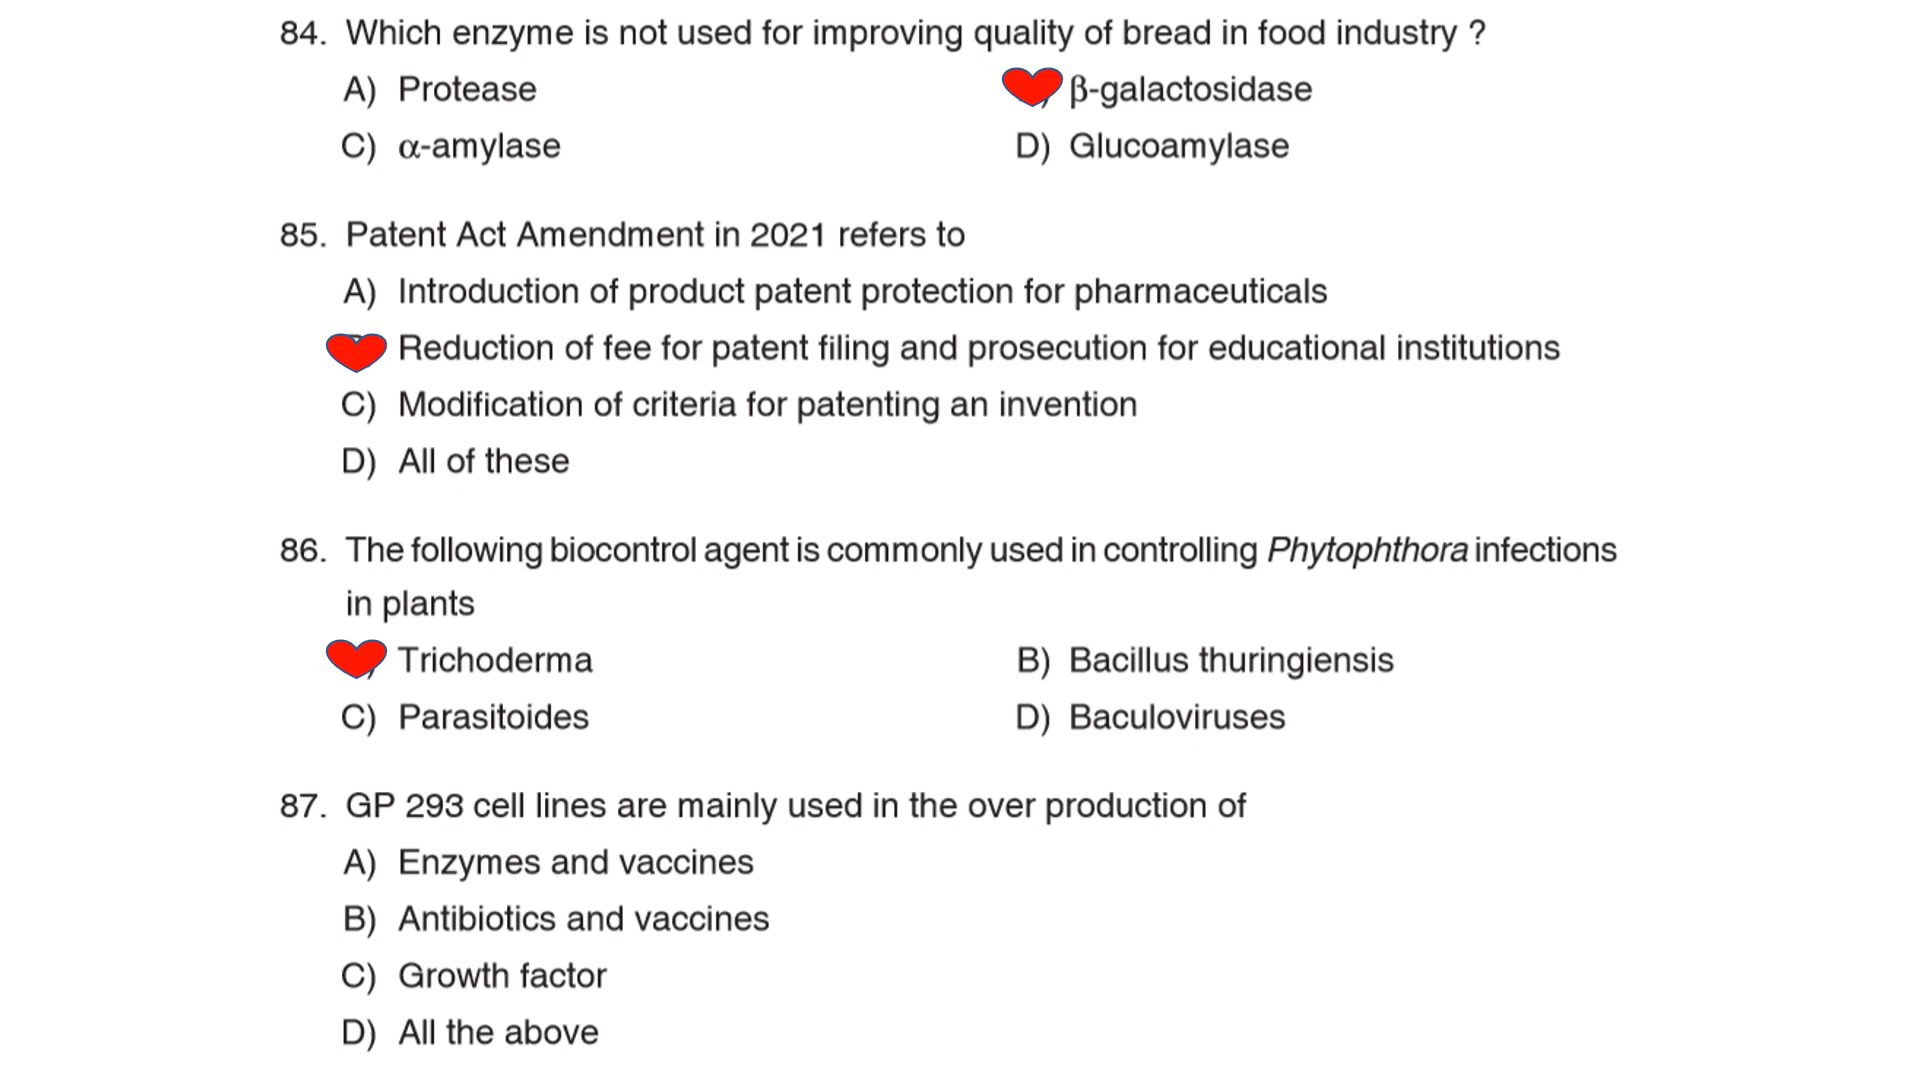 84. Which enzyme is not used for improving quality of bread in food industry ?
A) Protease
β-galactosidase
C) α-amylase
D) Glucoamylase
85. Patent Act Amendment in 2021 refers to
A) Introduction of product patent protection for pharmaceuticals
Reduction of fee for patent filing and prosecution for educational institutions
C) Modification of criteria for patenting an invention
D) All of these
86. The following biocontrol agent is commonly used in controlling Phytophthora infections
in plants
Trichoderma
B) Bacillus thuringiensis
C) Parasitoides
D) Baculoviruses
87. GP 293 cell lines are mainly used in the over production of
A) Enzymes and vaccines
B) Antibiotics and vaccines
C) Growth factor
D) All the above